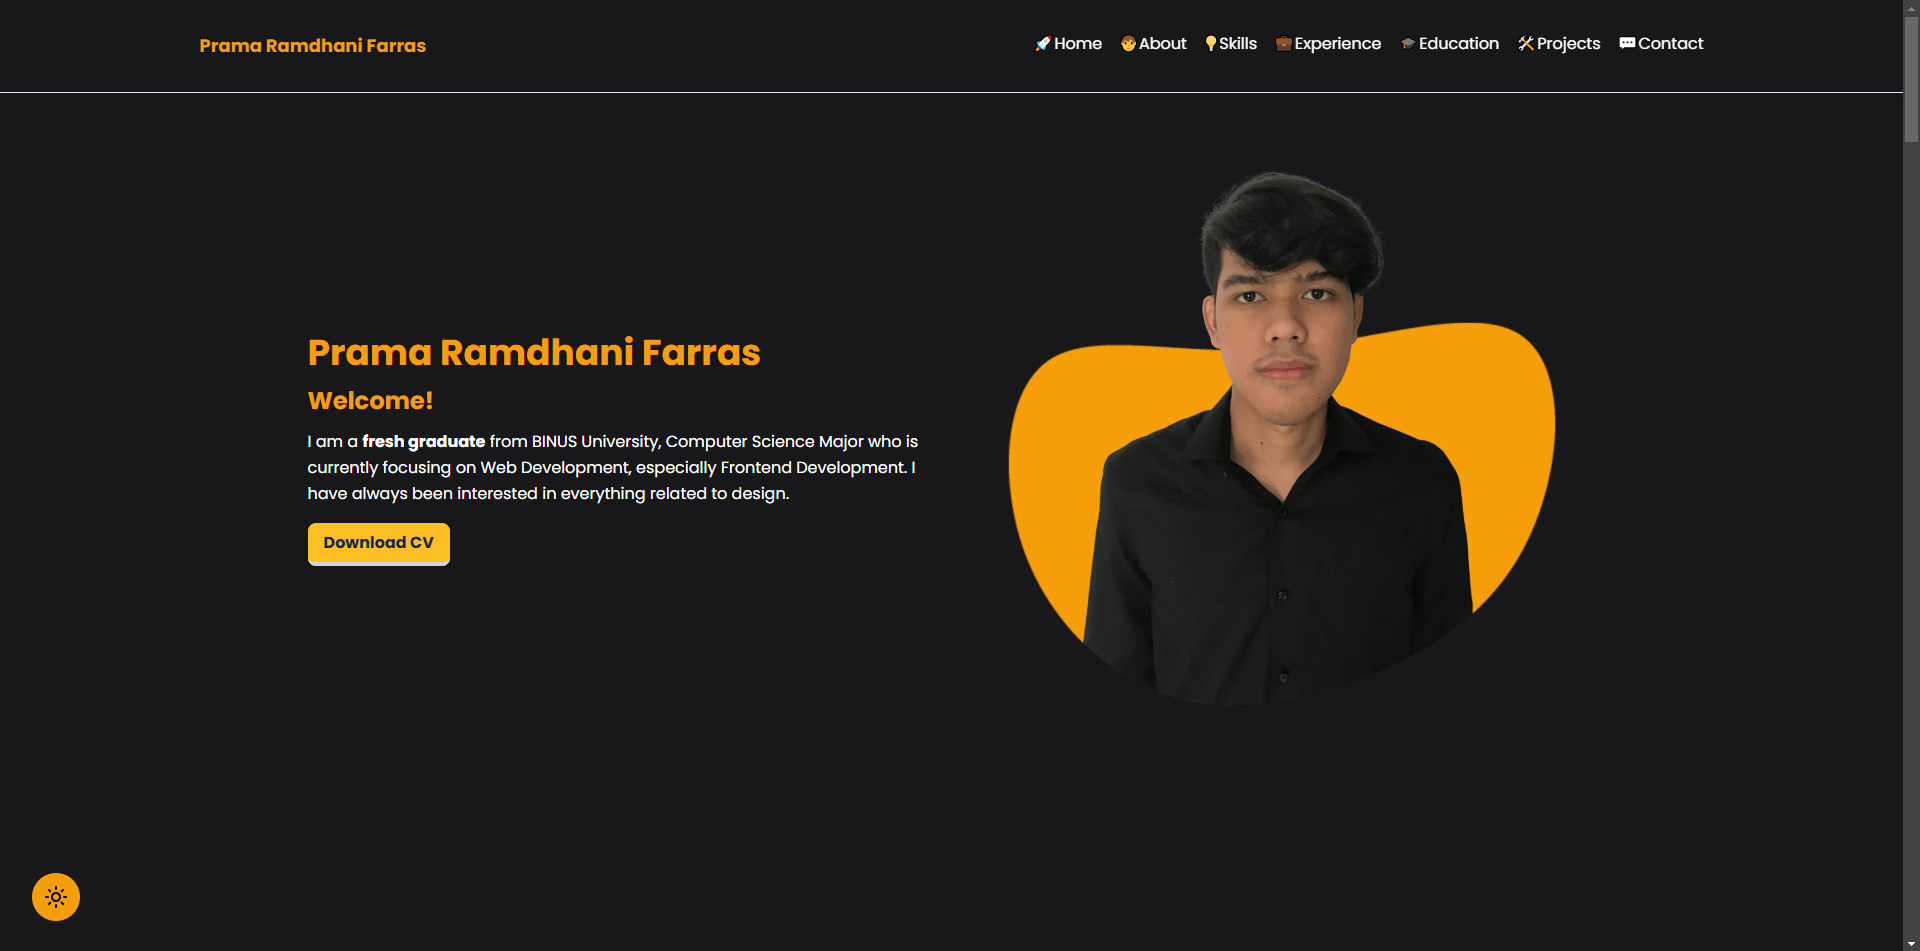 Prama Ramdhani Farras
🚀Home 🧑About 💡Skills 💼Experience 🎓Education 🛠Projects 💬Contact
Prama Ramdhani Farras
Welcome!
I am a fresh graduate from BINUS University, Computer Science Major who is
currently focusing on Web Development, especially Frontend Development. I
have always been interested in everything related to design.
Download CV